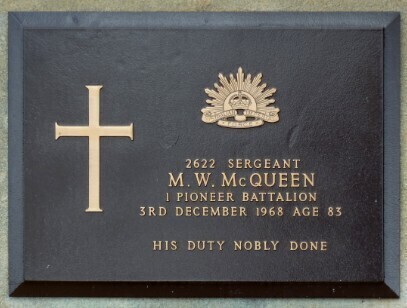 2622 SERGEANT
M. W. McQUEEN
1 PIONEER BATTALION
3RD DECEMBER 1968 AGE 83
HIS DUTY NOBLY DONE